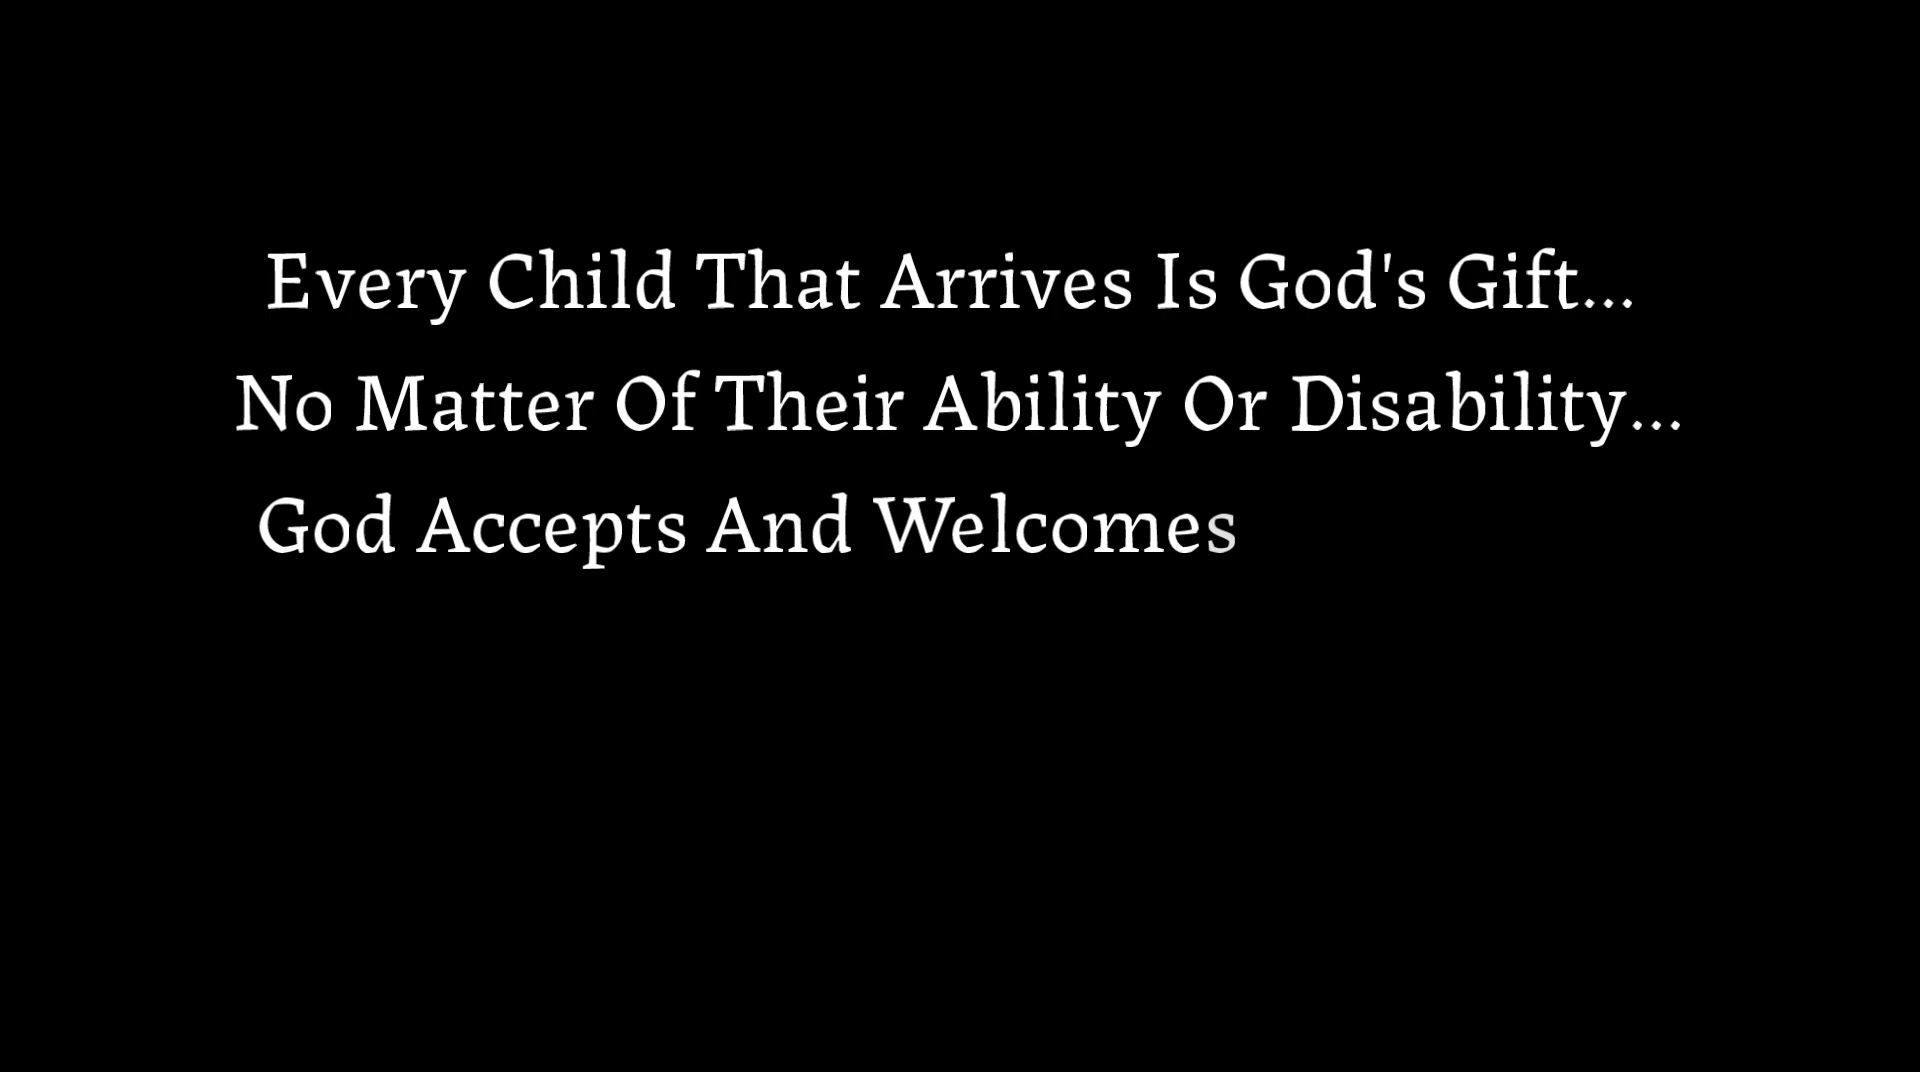 Every Child That Arrives Is God's Gift...
No Matter Of Their Ability Or Disability...
God Accepts And Welcomes